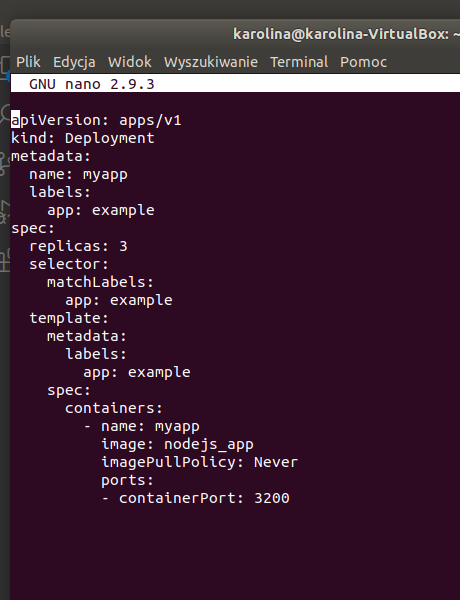 karolina@karolina-VirtualBox: ~
Plik Edycja Widok Wyszukiwanie Terminal Pomoc
GNU nano 2.9.3
apiVersion: apps/v1
kind: Deployment
metadata:
  name: myapp
  labels:
    app: example
spec:
  replicas: 3
  selector:
    matchLabels:
      app: example
  template:
    metadata:
      labels:
        app: example
    spec:
      containers:
        - name: myapp
          image: nodejs_app
          imagePullPolicy: Never
          ports:
          - containerPort: 3200